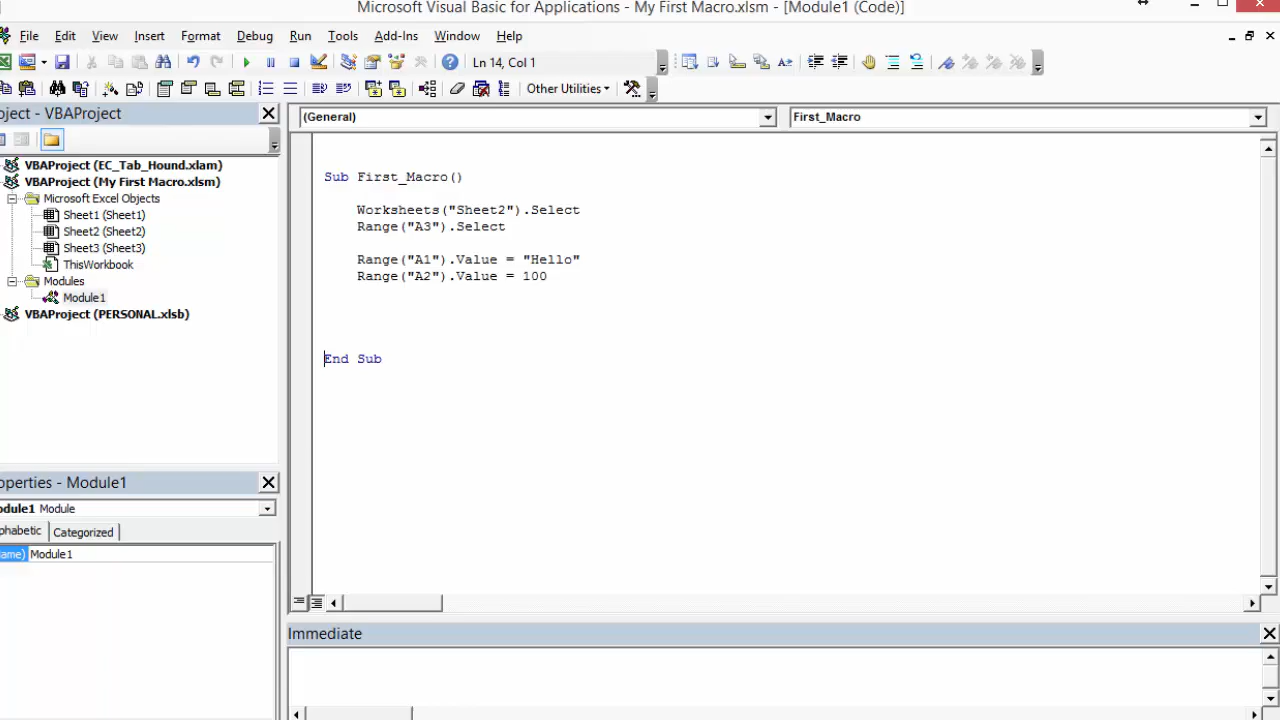 Microsoft Visual Basic for Applications - My First Macro.xlsm - [Module1 (Code)]
File Edit View Insert Format Debug Run Tools Add-Ins Window Help
Ln 14, Col 1
Other Utilities
oject - VBAProject
(General) First_Macro
VBAProject (EC_Tab_Hound.xlam)
VBAProject (My First Macro.xlsm)
Microsoft Excel Objects
Sheet1 (Sheet1)
Sheet2 (Sheet2)
Sheet3 (Sheet3)
ThisWorkbook
Modules
Module1
VBAProject (PERSONAL.xlsb)
Sub First_Macro()
Worksheets("Sheet2").Select
Range("A3").Select
Range("A1").Value = "Hello"
Range("A2").Value = 100
End Sub
operties - Module1
odule1 Module
phabetic Categorized
ame) Module1
Immediate